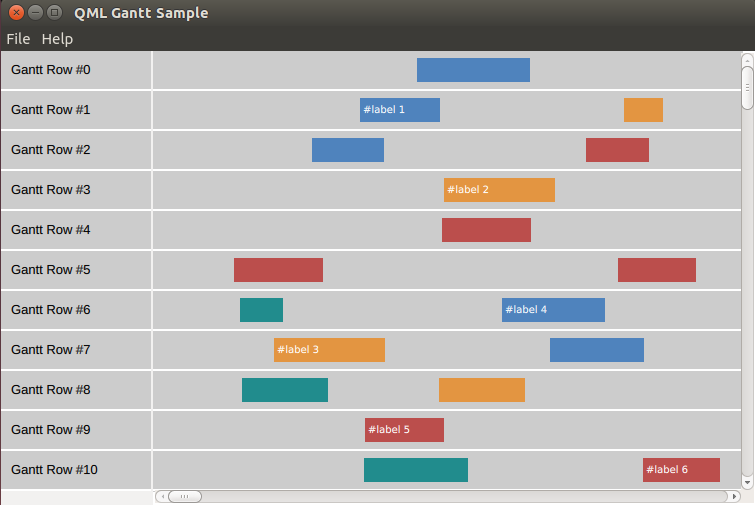 QML Gantt Sample
File Help
Gantt Row #0
Gantt Row #1 #label 1
Gantt Row #2
Gantt Row #3 #label 2
Gantt Row #4
Gantt Row #5
Gantt Row #6 #label 4
Gantt Row #7 #label 3
Gantt Row #8
Gantt Row #9 #label 5
Gantt Row #10 #label 6